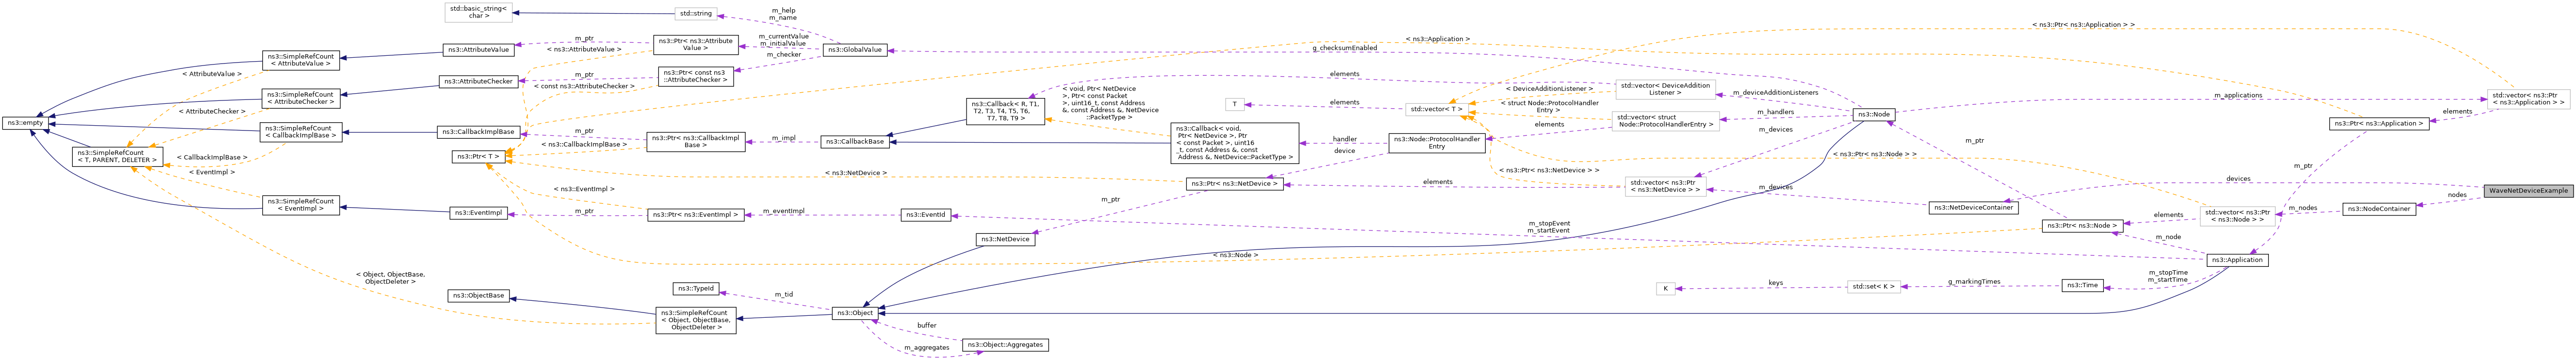 std::basic_string<
char >
std::string
m_help
m_name
ns3::AttributeValue
m_ptr
ns3::Ptr< ns3::Attribute
Value >
m_currentValue
m_initialValue
m_checker
ns3::GlobalValue
< ns3::AttributeValue >
ns3::SimpleRefCount
< AttributeValue >
< AttributeValue >
ns3::AttributeChecker
m_ptr
ns3::Ptr< const ns3
::AttributeChecker >
< const ns3::AttributeChecker >
ns3::SimpleRefCount
< AttributeChecker >
< AttributeChecker >
ns3::empty
ns3::SimpleRefCount
< CallbackImplBase >
ns3::CallbackImplBase
m_ptr
ns3::Ptr< ns3::CallbackImpl
Base >
m_impl
ns3::CallbackBase
< ns3::CallbackImplBase >
ns3::SimpleRefCount
< T, PARENT, DELETER >
< CallbackImplBase >
< EventImpl >
ns3::Ptr< T >
ns3::SimpleRefCount
< EventImpl >
ns3::EventImpl
m_ptr
< ns3::EventImpl >
ns3::Ptr< ns3::EventImpl >
m_eventImpl
ns3::EventId
< Object, ObjectBase,
ObjectDeleter >
ns3::ObjectBase
ns3::TypeId
m_tid
ns3::SimpleRefCount
< Object, ObjectBase,
ObjectDeleter >
ns3::Object
buffer
m_aggregates
ns3::Object::Aggregates
ns3::NetDevice
m_ptr
ns3::Callback< R, T1,
T2, T3, T4, T5, T6,
T7, T8, T9 >
< void, Ptr< NetDevice
>, Ptr< const Packet
>, uint16_t, const Address
&, const Address &, NetDevice
::PacketType >
ns3::Callback< void,
Ptr< NetDevice >, Ptr
< const Packet >, uint16
_t, const Address &, const
Address &, NetDevice::PacketType >
< ns3::NetDevice >
ns3::Ptr< ns3::NetDevice >
T
elements
elements
handler
device
elements
ns3::Node::ProtocolHandler
Entry
std::vector< T >
< ns3::Application >
g_checksumEnabled
< DeviceAdditionListener >
< struct Node::ProtocolHandler
Entry >
elements
< ns3::Ptr< ns3::NetDevice > >
std::vector< DeviceAddition
Listener >
std::vector< struct
Node::ProtocolHandlerEntry >
std::vector< ns3::Ptr
< ns3::NetDevice > >
m_deviceAdditionListeners
m_handlers
m_devices
m_devices
ns3::Node
< ns3::Ptr< ns3::Node > >
m_ptr
ns3::NetDeviceContainer
m_stopEvent
m_startEvent
< ns3::Node >
K
keys
std::set< K >
g_markingTimes
ns3::Time
ns3::Ptr< ns3::Node >
elements
m_node
m_stopTime
m_startTime
std::vector< ns3::Ptr
< ns3::Node > >
ns3::Application
m_applications
< ns3::Ptr< ns3::Application > >
devices
m_nodes
m_ptr
ns3::Ptr< ns3::Application >
elements
ns3::NodeContainer
nodes
std::vector< ns3::Ptr
< ns3::Application > >
WaveNetDeviceExample